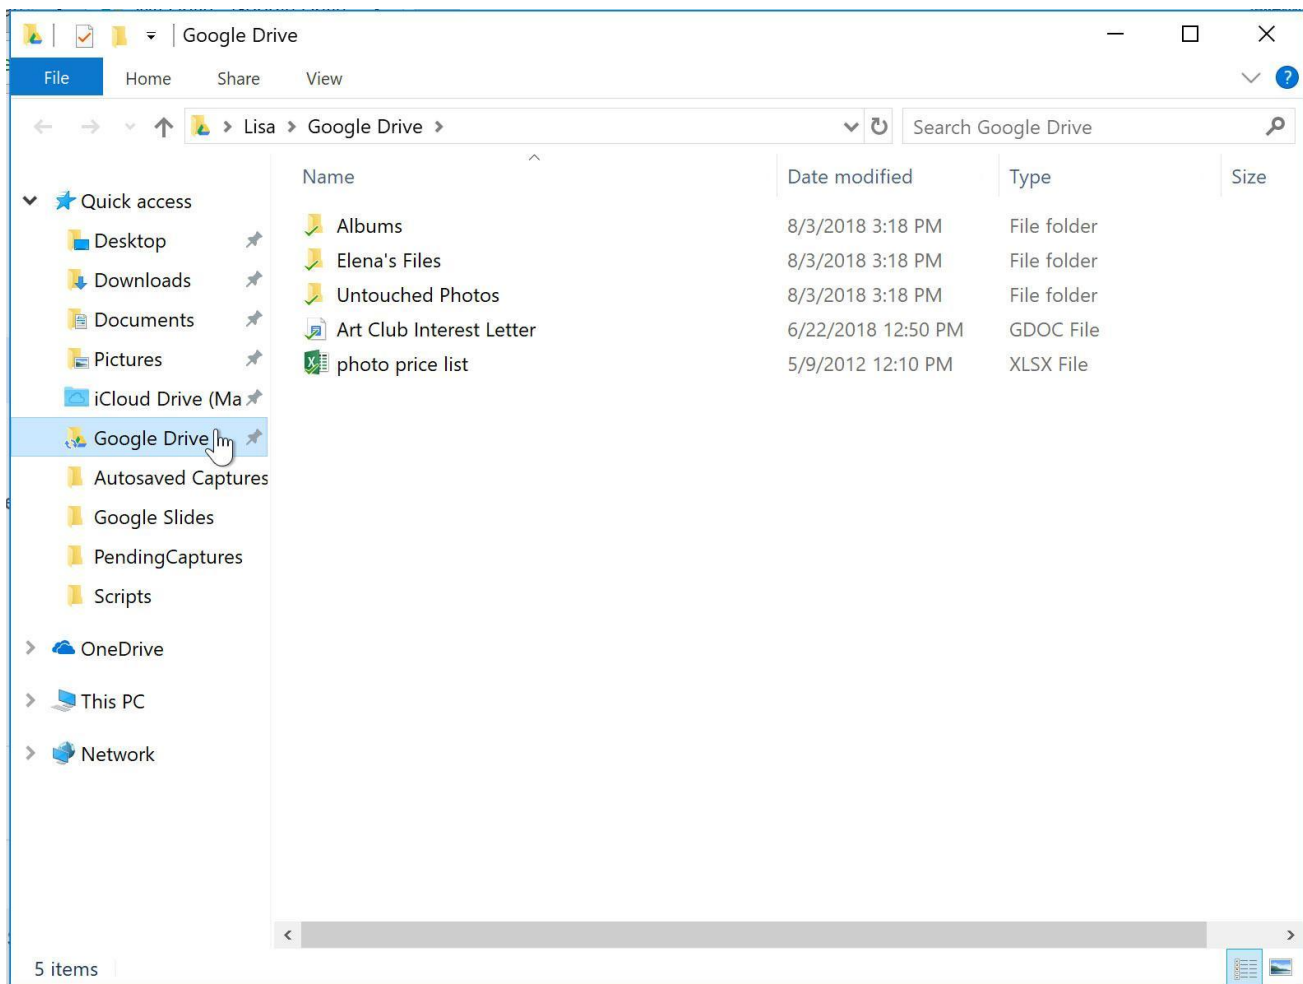 Google Drive
File Home Share View
Lisa Google Drive
Search Google Drive
Name Date modified Type Size
Quick access
Desktop
Downloads
Documents
Pictures
iCloud Drive (Ma
Google Drive
Autosaved Captures
Google Slides
PendingCaptures
Scripts
OneDrive
This PC
Network
Albums 8/3/2018 3:18 PM File folder
Elena's Files 8/3/2018 3:18 PM File folder
Untouched Photos 8/3/2018 3:18 PM File folder
Art Club Interest Letter 6/22/2018 12:50 PM GDOC File
photo price list 5/9/2012 12:10 PM XLSX File
5 items